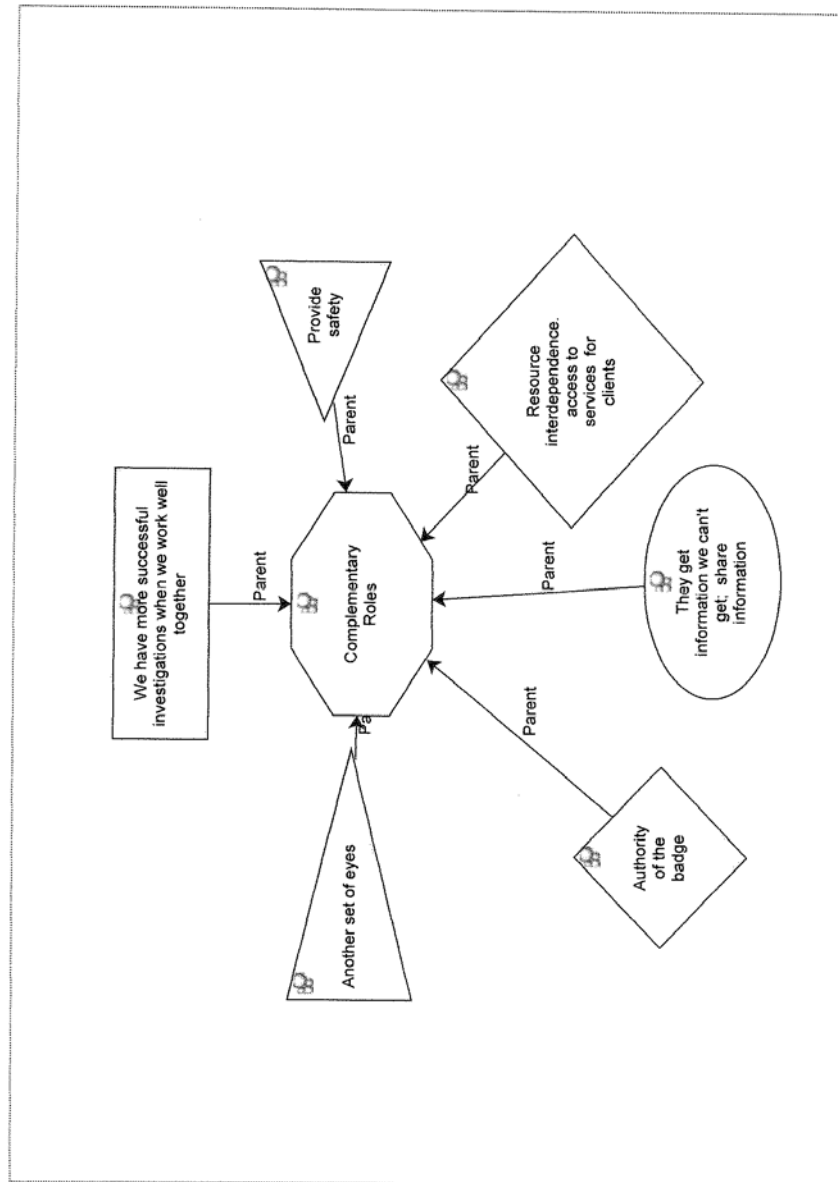 We have more successful
investigations when we work well
together
Parent
Provide
safety
Parent
Another set of eyes
Pa
Complementary
Roles
Parent
Resource
interdependence.
access to
services for
clients
Parent
Parent
Authority
of the
badge
They get
information we can't
get; share
information